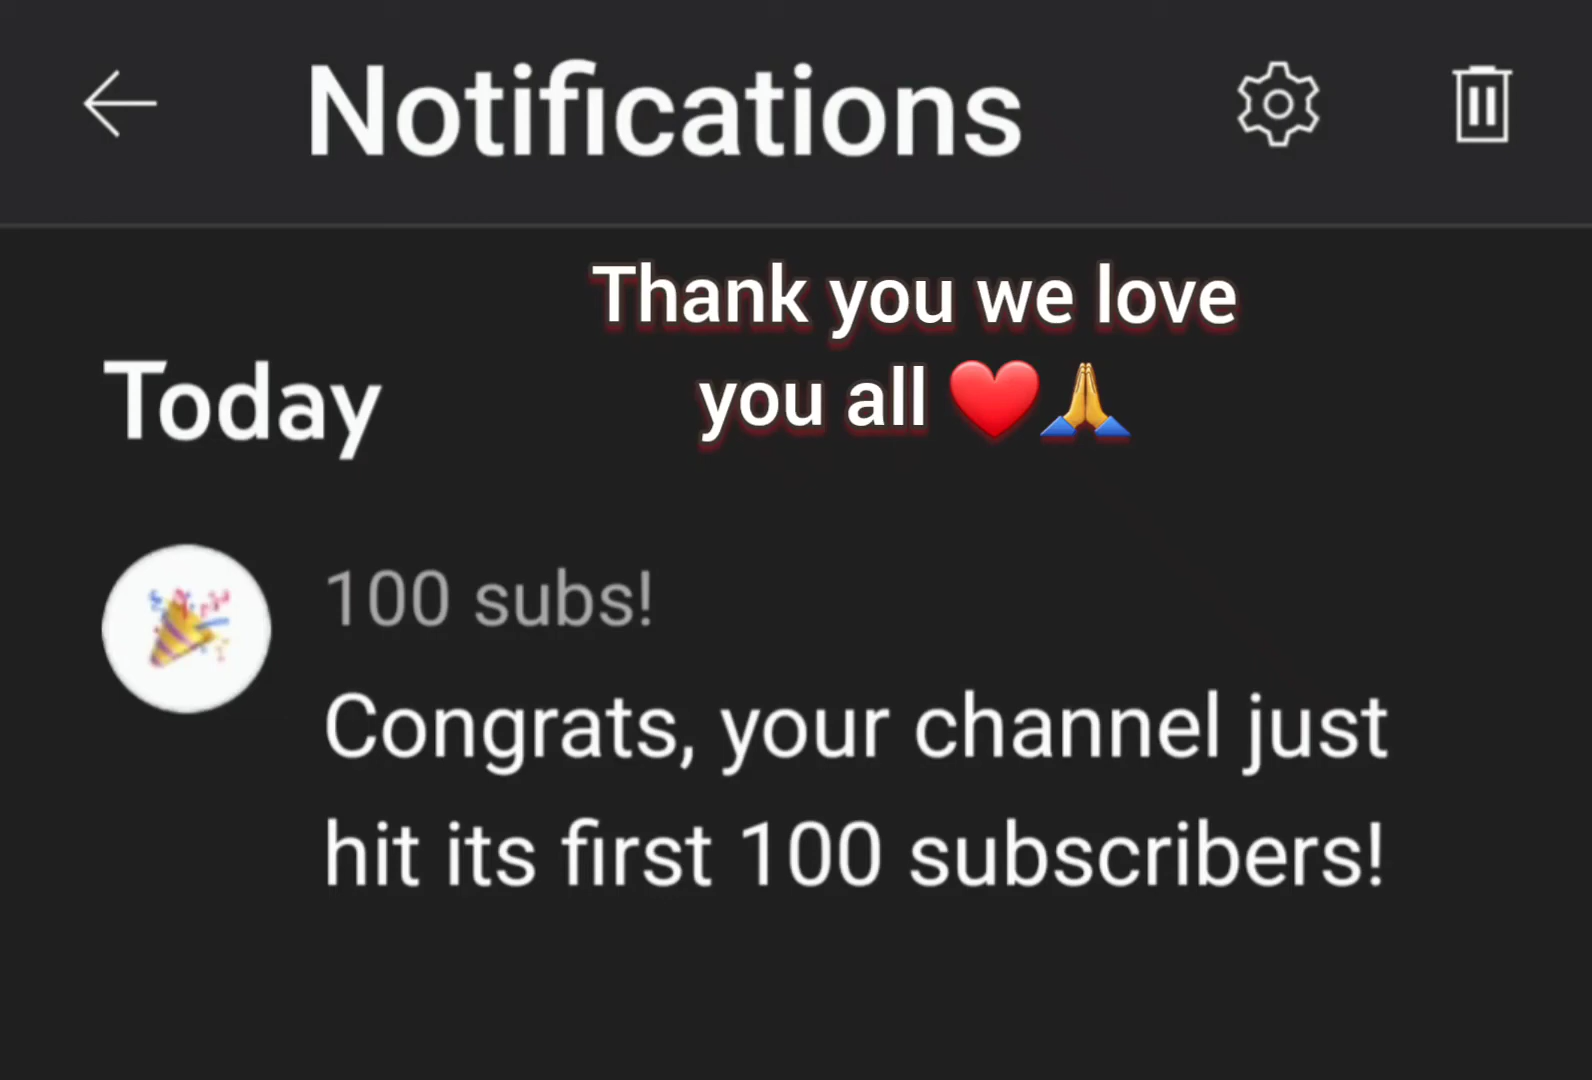 Notifications
Thank you we love
you all ❤️🙏
Today
100 subs!
Congrats, your channel just
hit its first 100 subscribers!